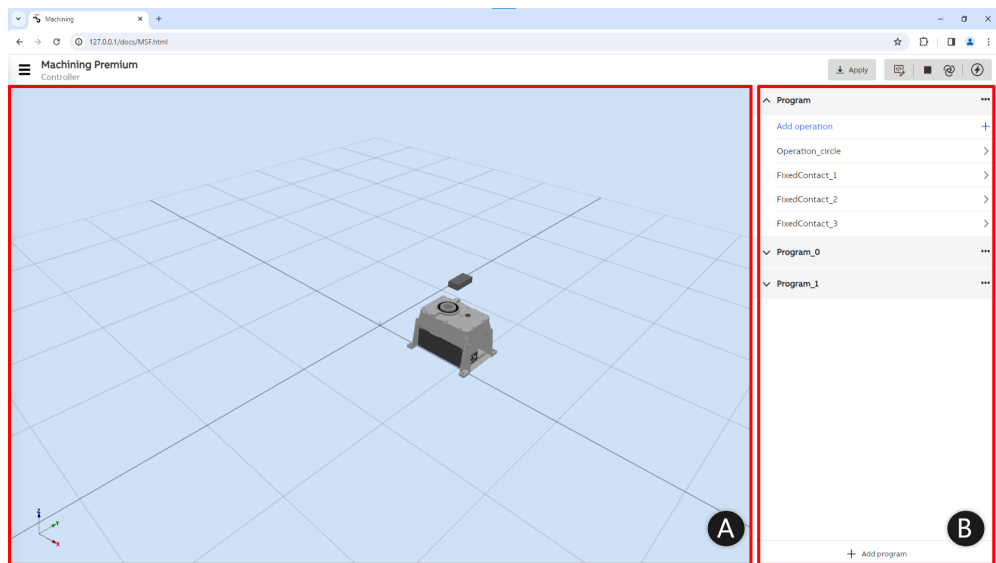 Machining
127.0.0.1/docs/MSF.html
Machining Premium
Controller
Apply
Program
Add operation
Operation_circle
FixedContact_1
FixedContact_2
FixedContact_3
Program_0
Program_1
Z
Y
X
A
B
Add program